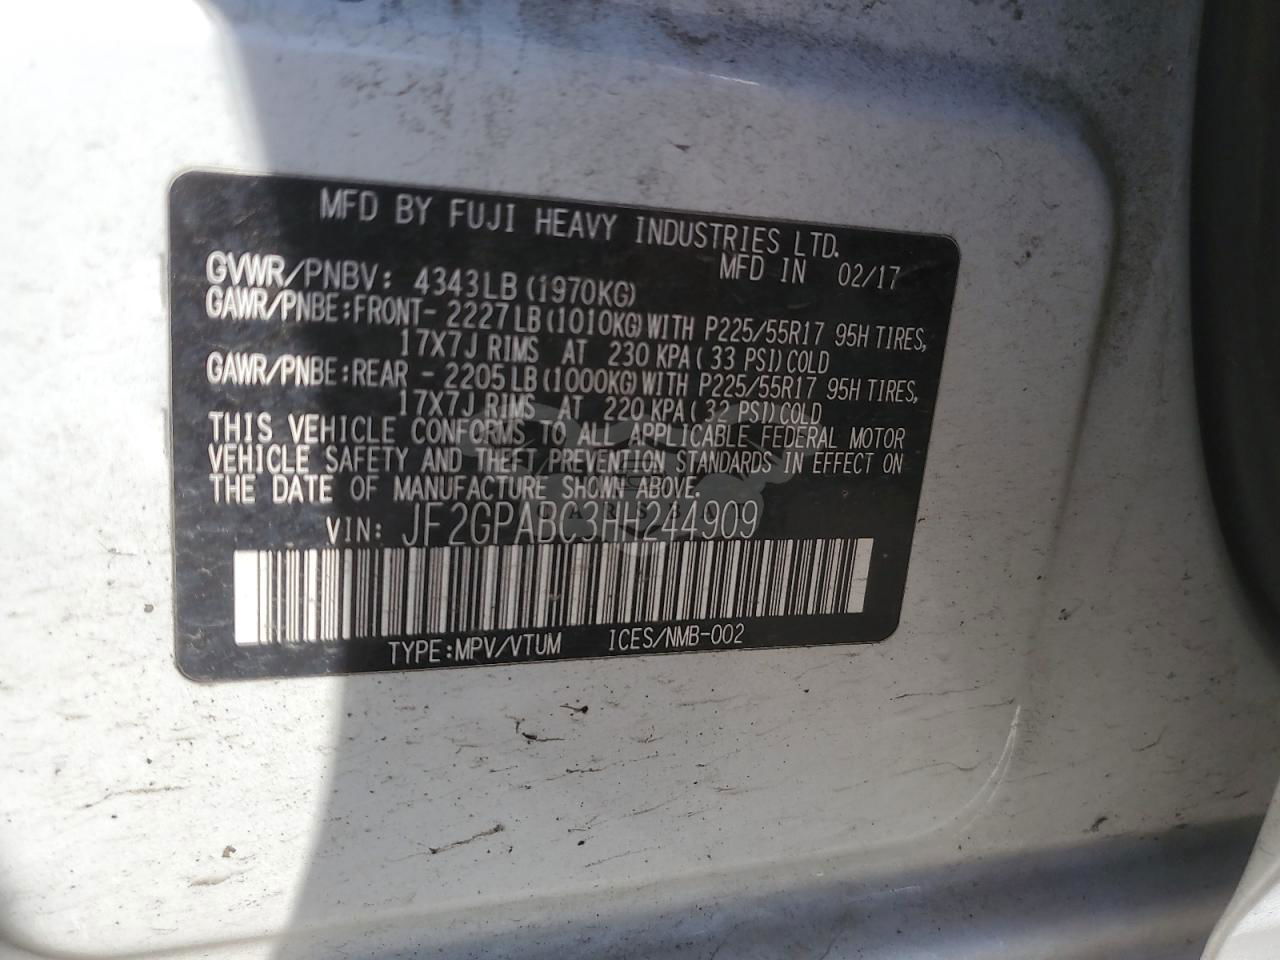 MFD BY FUJI HEAVY INDUSTRIES LTD.
MFD IN 02/17
GVWR/PNBV: 4343LB(1970KG)
GAWR/PNBE:FRONT- 2227LB(1010KG)WITH P225/55R17 95H TIRES,
17X7J RIMS AT 230 KPA(33 PSI)COLD
GAWR/PNBE:REAR - 2205LB(1000KG)WITH P225/55R17 95H TIRES,
17X7J RIMS AT 220 KPA(32 PSI)COLD
THIS VEHICLE CONFORMS TO ALL APPLICABLE FEDERAL MOTOR
VEHICLE SAFETY AND THEFT PREVENTION STANDARDS IN EFFECT ON
THE DATE OF MANUFACTURE SHOWN ABOVE.
VIN: JF2GPABC3HH244909
TYPE:MPV/VTUM ICES/NMB-002